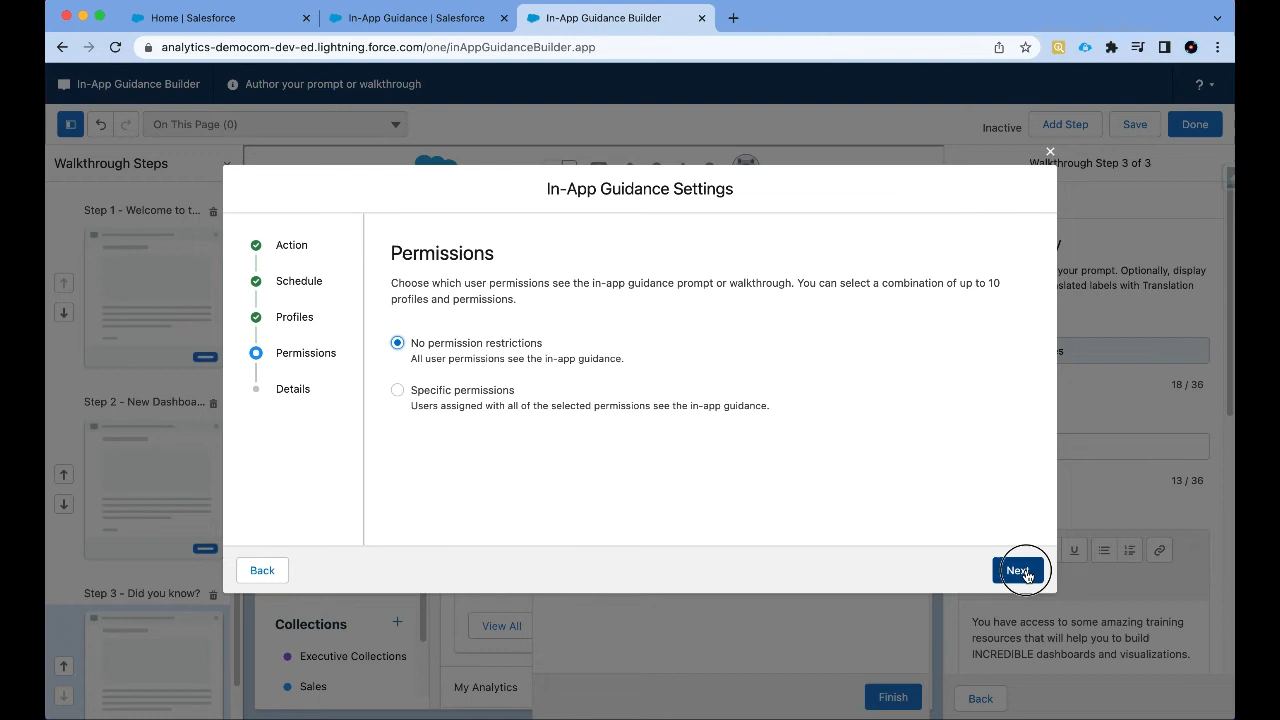 Home | Salesforce
In-App Guidance | Salesforce
In-App Guidance Builder
analytics-democom-dev-ed.lightning.force.com/one/inAppGuidanceBuilder.app
In-App Guidance Builder
Author your prompt or walkthrough
?
On This Page (0)
Inactive
Add Step
Save
Done
Walkthrough Steps
Walkthrough Step 3 of 3
In-App Guidance Settings
Step 1 - Welcome to t...
Action
Schedule
Profiles
Permissions
Details
Permissions
Choose which user permissions see the in-app guidance prompt or walkthrough. You can select a combination of up to 10
profiles and permissions.
No permission restrictions
All user permissions see the in-app guidance.
Specific permissions
Users assigned with all of the selected permissions see the in-app guidance.
Back
Next
your prompt. Optionally, display
labels with Translation
18 / 36
13 / 36
Step 2 - New Dashboa...
Step 3 - Did you know?
Collections
Executive Collections
Sales
View All
My Analytics
Finish
You have access to some amazing training
resources that will help you to build
INCREDIBLE dashboards and visualizations.
Back